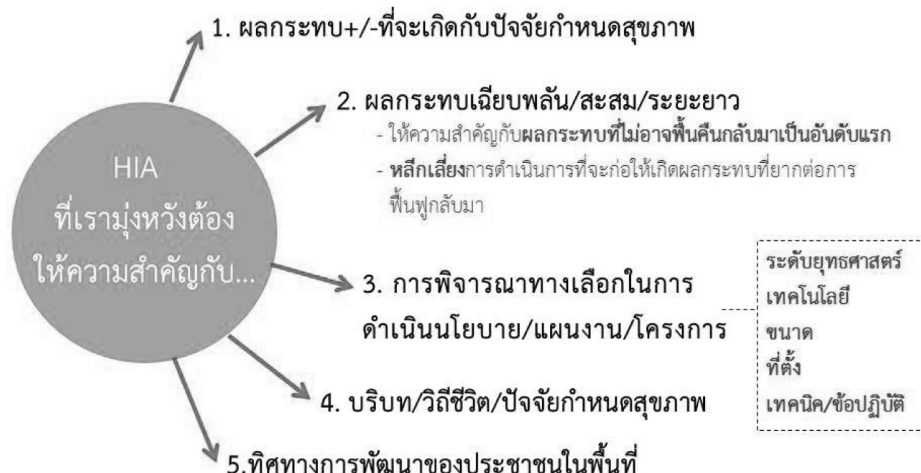 1. ผลกระทบ+/-ที่จะเกิดกับปัจจัยกำหนดสุขภาพ
2. ผลกระทบเฉียบพลัน/สะสม/ระยะยาว
- ให้ความสำคัญกับผลกระทบที่ไม่อาจฟื้นคืนกลับมาเป็นอันดับแรก
- หลีกเลี่ยงการดำเนินการที่จะก่อให้เกิดผลกระทบที่ยากต่อการ
ฟื้นฟูกลับมา
HIA
ที่เรามุ่งหวังต้อง
ให้ความสำคัญกับ...
3. การพิจารณาทางเลือกในการ
ดำเนินนโยบาย/แผนงาน/โครงการ
ระดับยุทธศาสตร์
เทคโนโลยี
ขนาด
ที่ตั้ง
เทคนิค/ข้อปฏิบัติ
4. บริบท/วิถีชีวิต/ปัจจัยกำหนดสุขภาพ
5.ทิศทางการพัฒนาของประชาชนในพื้นที่